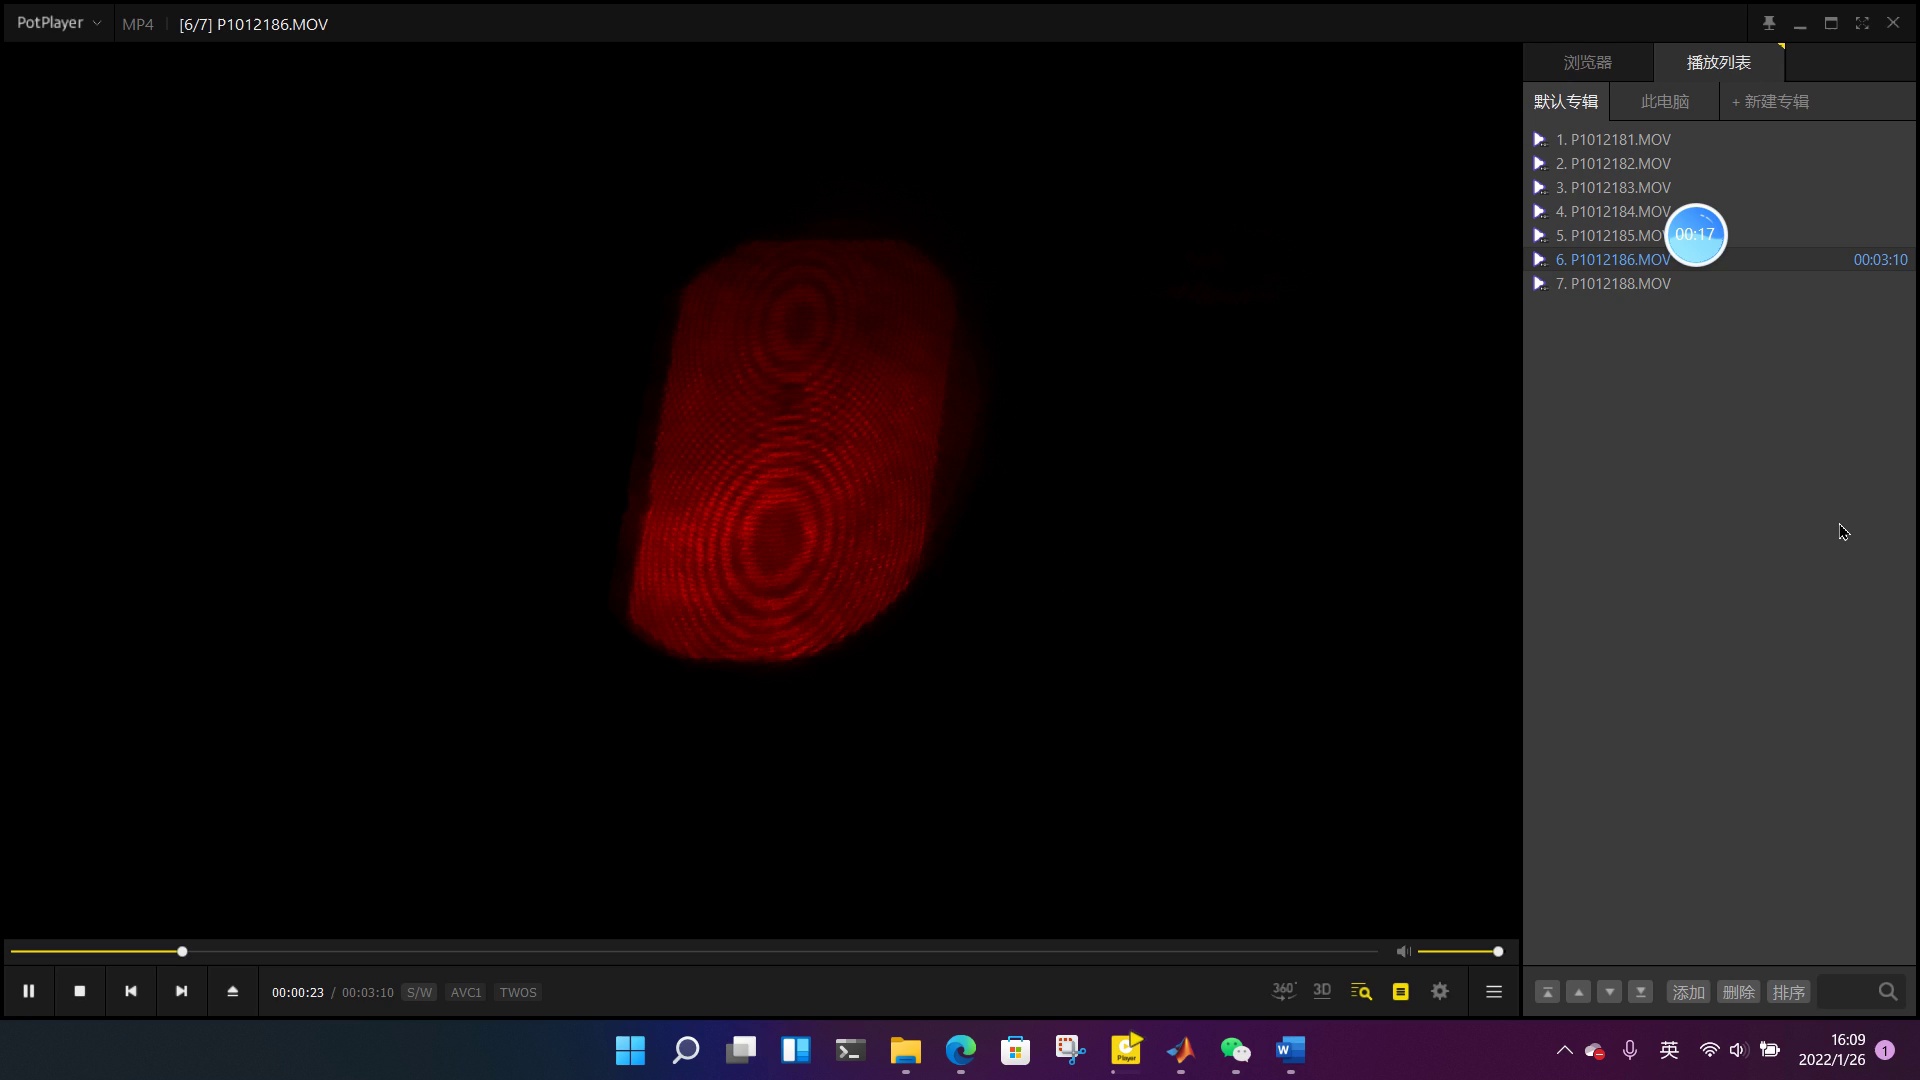 PotPlayer MP4 [6/7] P1012186.MOV
浏览器 播放列表
默认专辑 此电脑 + 新建专辑
1. P1012181.MOV
2. P1012182.MOV
3. P1012183.MOV
4. P1012184.MOV
00:17
5. P1012185.MOV
6. P1012186.MOV 00:03:10
7. P1012188.MOV
00:00:23 / 00:03:10 S/W AVC1 TWOS
360° 3D
添加 删除 排序
Player
W
英
16:09
2022/1/26
1